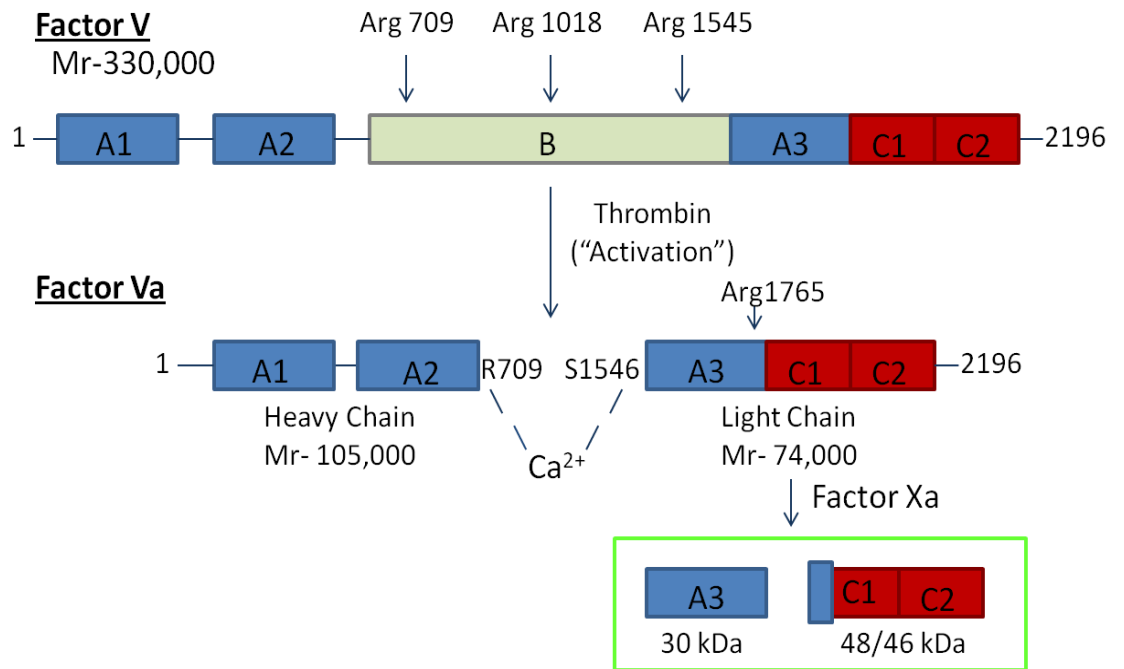 Factor V
Mr-330,000
Arg 709
Arg 1018
Arg 1545
1
A1
A2
B
A3
C1
C2
2196
Thrombin
(“Activation”)
Factor Va
Arg1765
1
A1
A2
R709
S1546
A3
C1
C2
2196
Heavy Chain
Mr- 105,000
Ca²⁺
Light Chain
Mr- 74,000
Factor Xa
A3
C1
C2
30 kDa
48/46 kDa